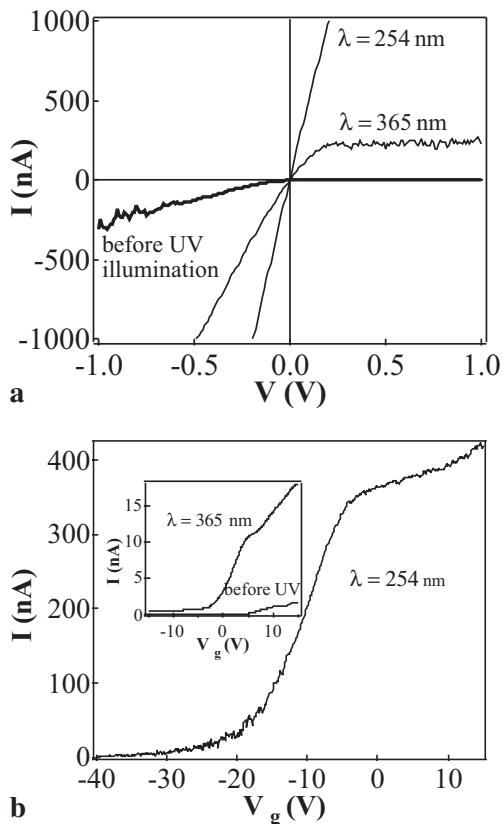 1000
λ = 254 nm
500
λ = 365 nm
I (nA)
0
before UV
illumination
-500
-1000
-1.0 -0.5 0.0 0.5 1.0
V (V)
a
400
15
λ = 365 nm
300
10
I (nA)
λ = 254 nm
I (nA)
5
before UV
200
0
-10 0 10
V g (V)
100
0
-40 -30 -20 -10 0 10
V g (V)
b